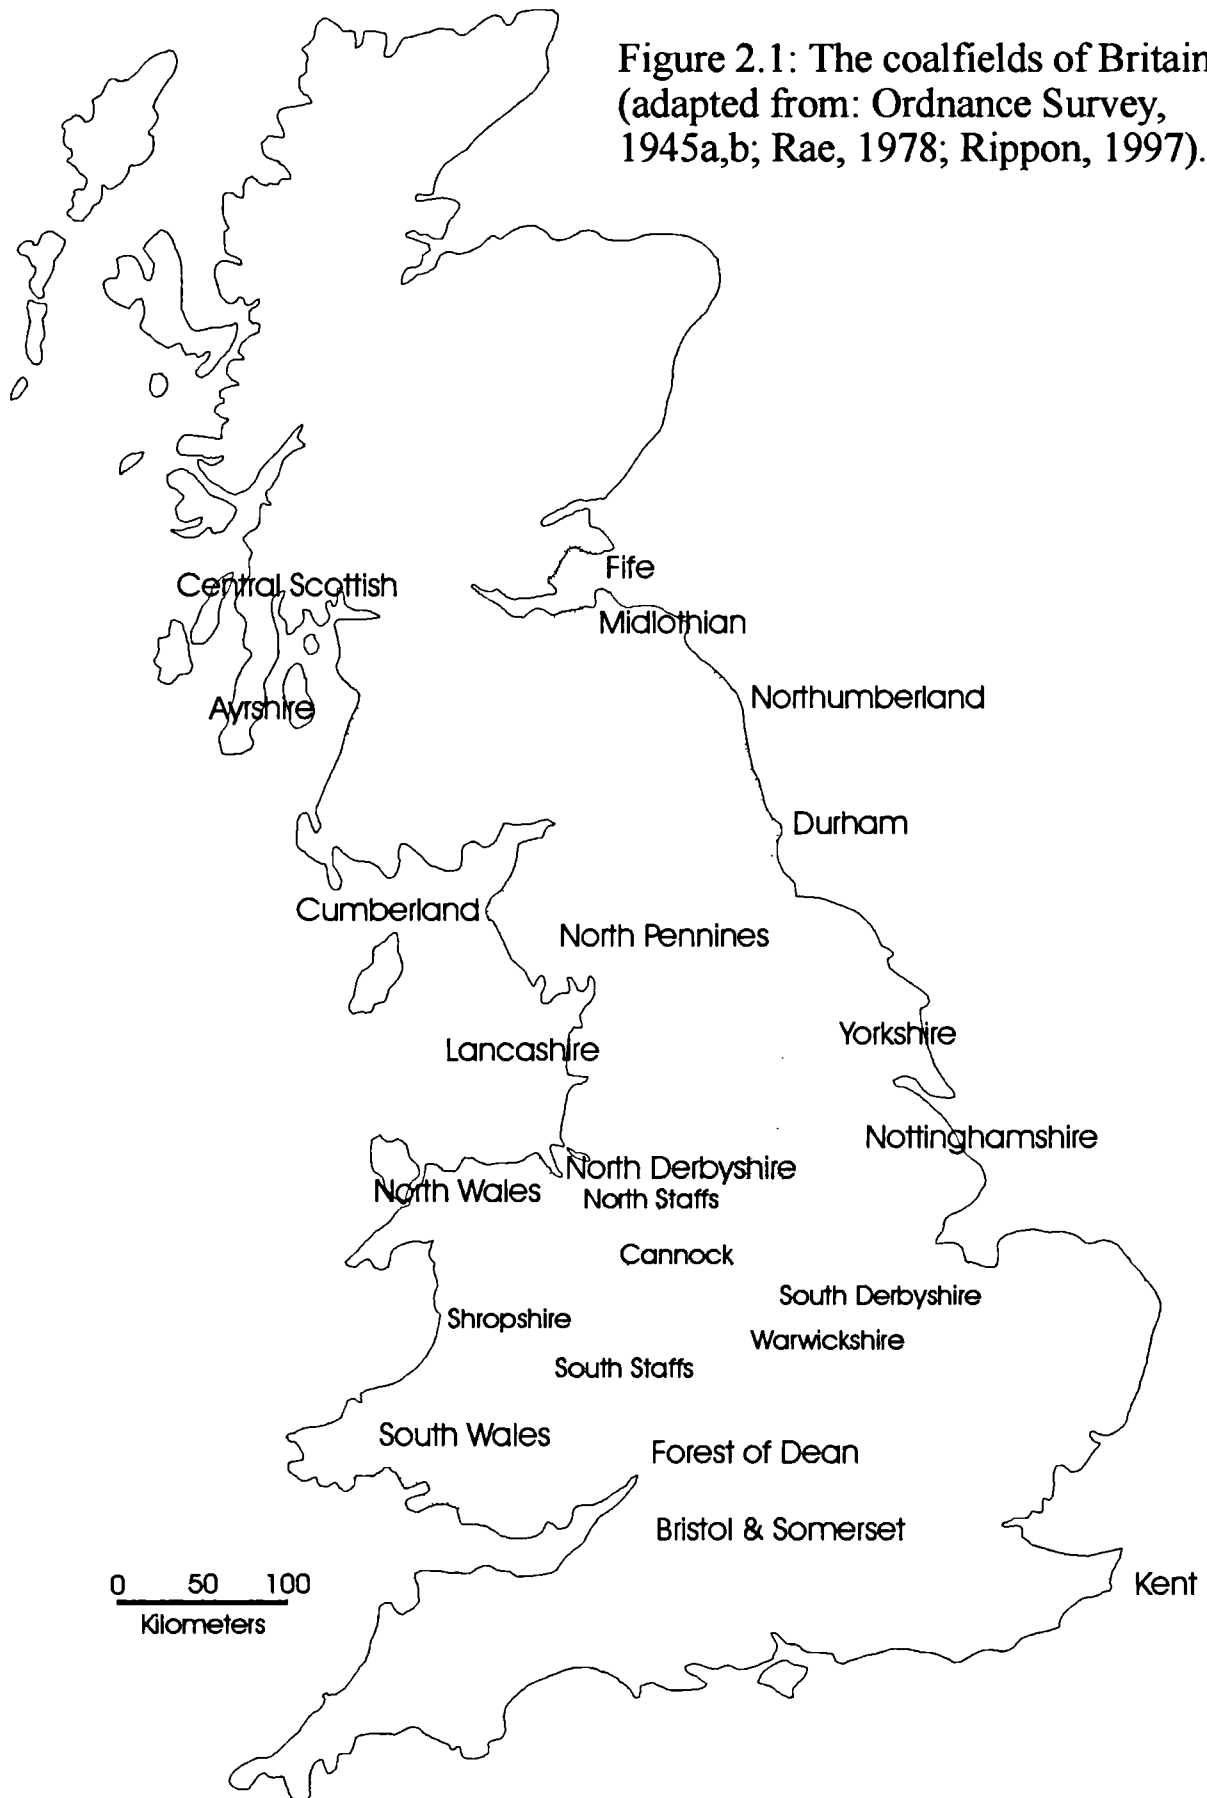 Figure 2.1: The coalfields of Britain
(adapted from: Ordnance Survey,
1945a,b; Rae, 1978; Rippon, 1997).
Fife
Central Scottish
Midlothian
Northumberland
Ayrshire
Durham
Cumberland
North Pennines
Yorkshire
Lancashire
Nottinghamshire
North Derbyshire
North Wales
North Staffs
Cannock
South Derbyshire
Shropshire
Warwickshire
South Staffs
South Wales
Forest of Dean
Bristol & Somerset
Kent
0 50 100
Kilometers